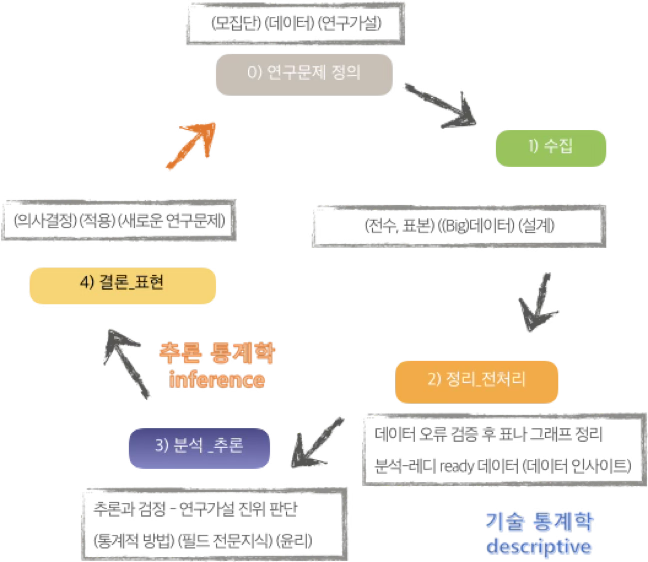 (모집단) (데이터) (연구가설)
0) 연구문제 정의
1) 수집
(전수, 표본) ((Big)데이터) (설계)
2) 정리_전처리
데이터 오류 검증 후 표나 그래프 정리
분석-레디 ready 데이터 (데이터 인사이트)
기술 통계학
descriptive
3) 분석 _추론
추론과 검정 - 연구가설 진위 판단
(통계적 방법) (필드 전문지식) (윤리)
추론 통계학
inference
4) 결론_표현
(의사결정) (적용) (새로운 연구문제)